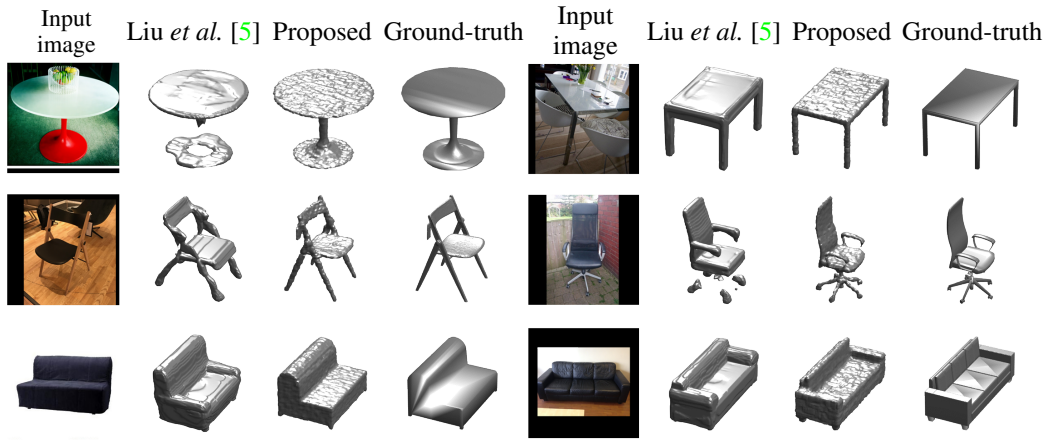 Input image Liu et al. [5] Proposed Ground-truth Input image Liu et al. [5] Proposed Ground-truth